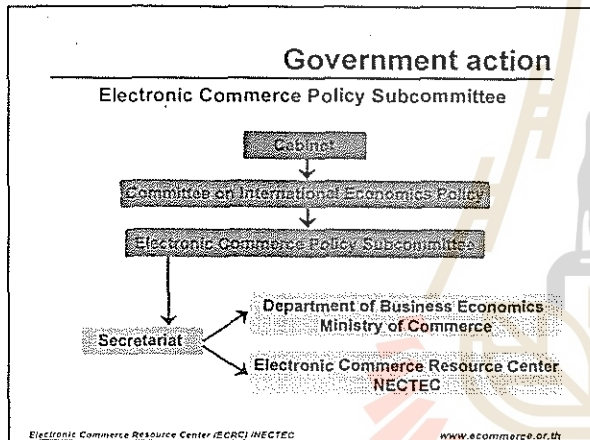 Government action
Electronic Commerce Policy Subcommittee
Cabinet
Committee on International Economics Policy
Electronic Commerce Policy Subcommittee
Secretariat
Department of Business Economics
Ministry of Commerce
Electronic Commerce Resource Center
NECTEC
Electronic Commerce Resource Center (ECRC) /NECTEC
www.ecommerce.or.th